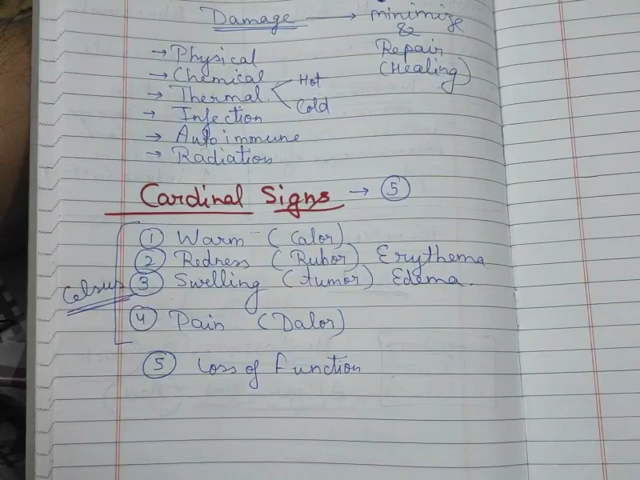 Damage → minimize
&
Repair
(Healing)
→ Physical
→ Chemical
→ Thermal < Hot
Cold
→ Infection
→ Autoimmune
→ Radiation
Cardinal Signs → ⑤
① Warm - (Calor)
② Redness (Rubor) Erythema
③ Swelling (tumor) Edema.
④ Pain (Dalor)
Celsus
⑤ Loss of Function